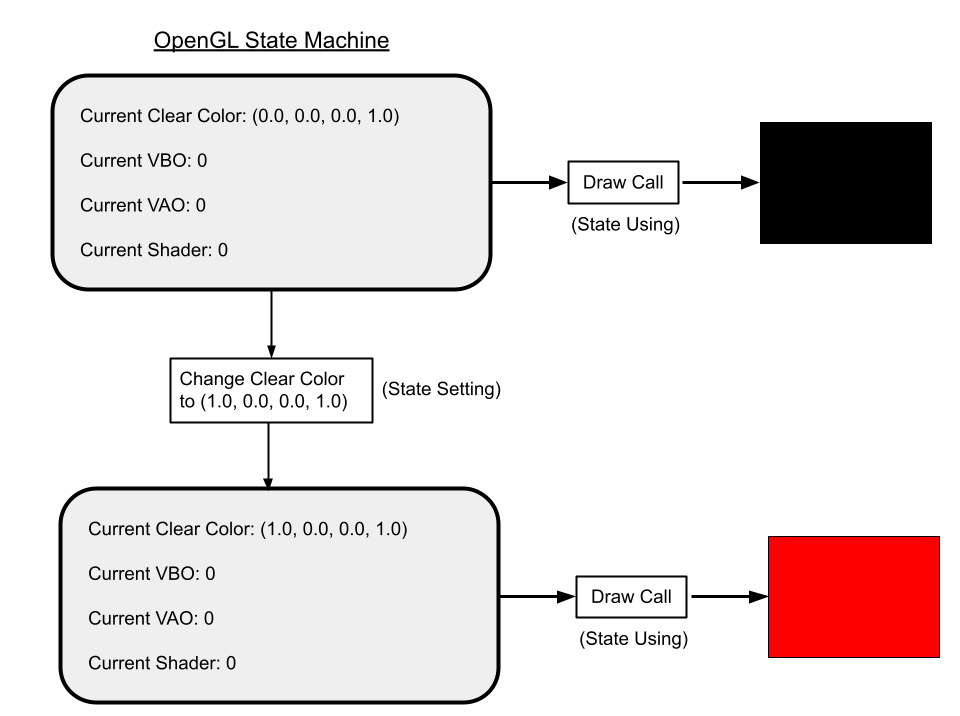 OpenGL State Machine
Current Clear Color: (0.0, 0.0, 0.0, 1.0)
Current VBO: 0
Current VAO: 0
Current Shader: 0
Draw Call
(State Using)
Change Clear Color
to (1.0, 0.0, 0.0, 1.0)
(State Setting)
Current Clear Color: (1.0, 0.0, 0.0, 1.0)
Current VBO: 0
Current VAO: 0
Current Shader: 0
Draw Call
(State Using)